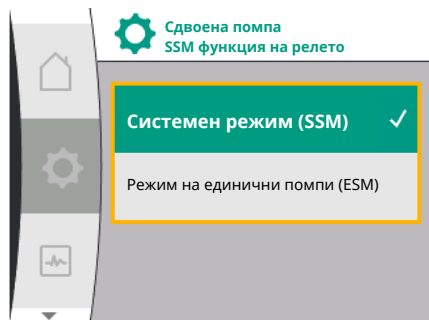 Сдвоена помпа
SSM функция на релето
Системен режим (SSM)
Режим на единични помпи (ESM)